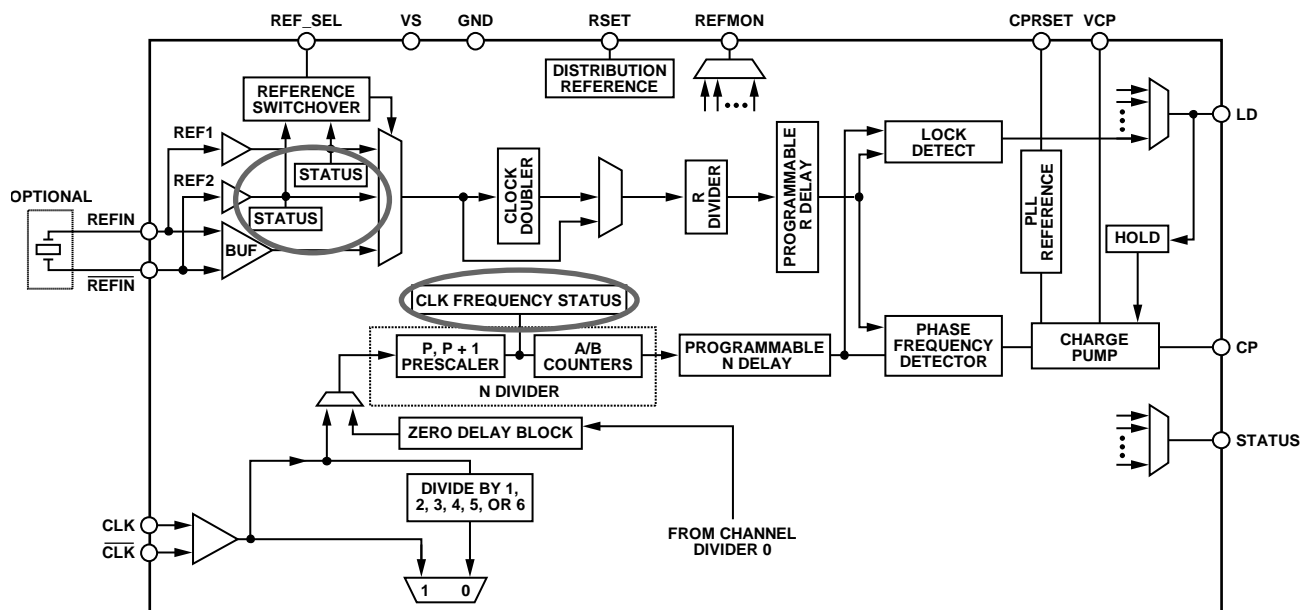 REF_SEL
VS
GND
RSET
REFMON
CPRSET
VCP
REFERENCE
SWITCHOVER
DISTRIBUTION
REFERENCE
REF1
REF2
STATUS
STATUS
BUF
OPTIONAL
REFIN
REFIN
CLOCK
DOUBLER
R
DIVIDER
PROGRAMMABLE
R DELAY
LOCK
DETECT
PLL
REFERENCE
HOLD
LD
CLK FREQUENCY STATUS
P, P + 1
PRESCALER
A/B
COUNTERS
N DIVIDER
PROGRAMMABLE
N DELAY
PHASE
FREQUENCY
DETECTOR
CHARGE
PUMP
CP
ZERO DELAY BLOCK
STATUS
DIVIDE BY 1,
2, 3, 4, 5, OR 6
CLK
CLK
FROM CHANNEL
DIVIDER 0
1 0